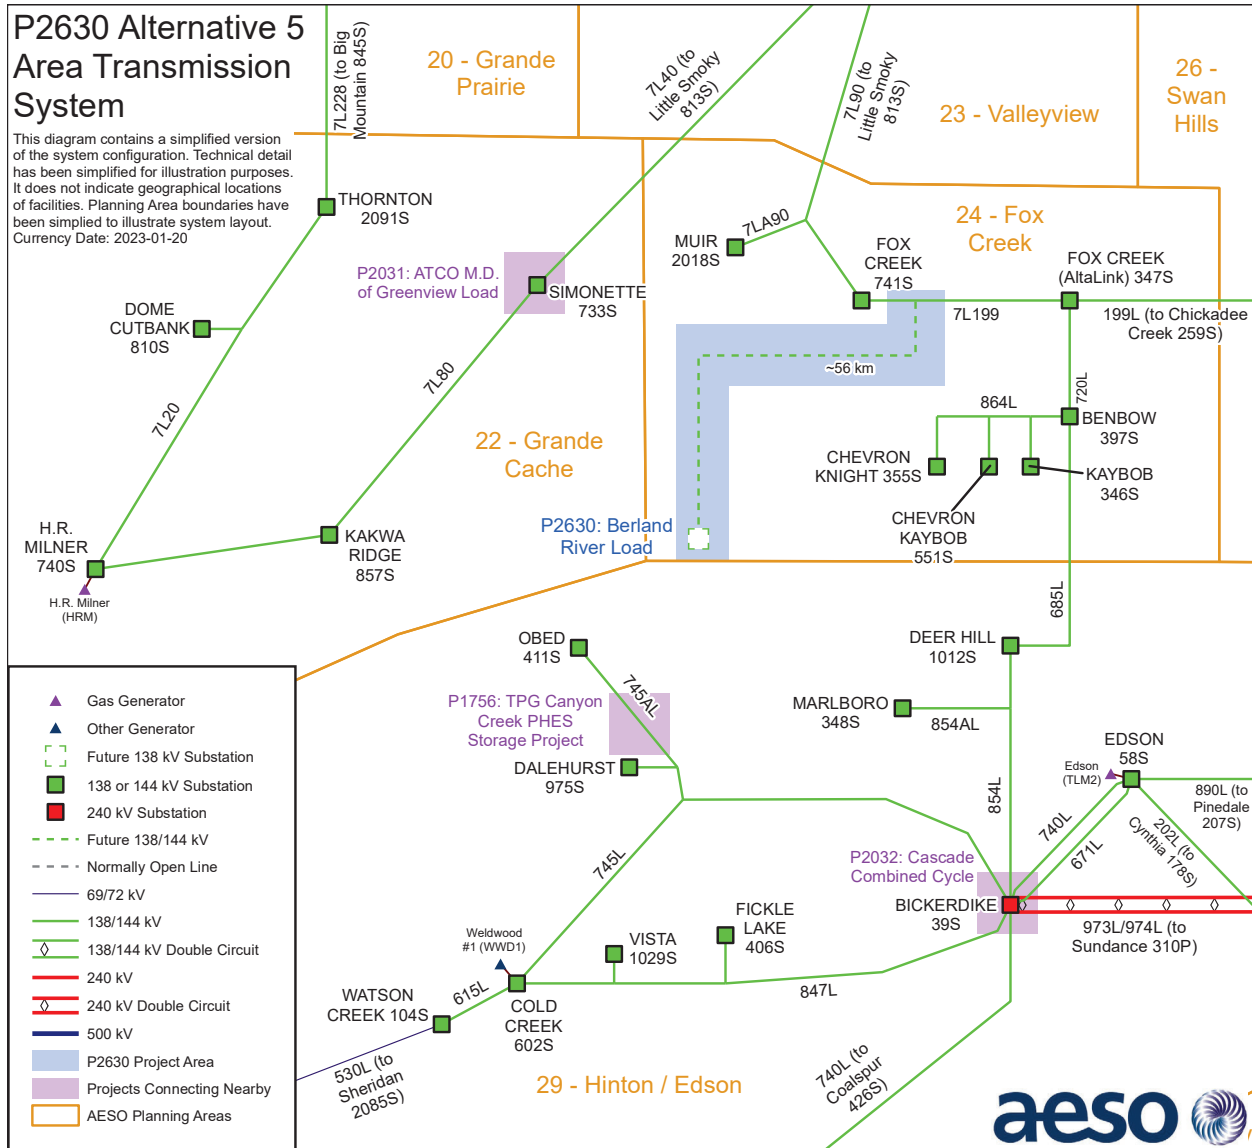 P2630 Alternative 5
Area Transmission
System
This diagram contains a simplified version
of the system configuration. Technical detail
has been simplified for illustration purposes.
It does not indicate geographical locations
of facilities. Planning Area boundaries have
been simplied to illustrate system layout.
Currency Date: 2023-01-20
7L228 (to Big
Mountain 845S)
20 - Grande
Prairie
7L40 (to
Little Smoky
813S)
7L90 (to
Little Smoky
813S)
23 - Valleyview
26 -
Swan
Hills
THORNTON
2091S
P2031: ATCO M.D.
of Greenview Load
SIMONETTE
733S
MUIR
2018S
7LA90
FOX
CREEK
741S
24 - Fox
Creek
FOX CREEK
(AltaLink) 347S
7L199
199L (to Chickadee
Creek 259S)
DOME
CUTBANK
810S
7L20
7L80
~56 km
720L
864L
BENBOW
397S
22 - Grande
Cache
CHEVRON
KNIGHT 355S
KAYBOB
346S
CHEVRON
KAYBOB
551S
P2630: Berland
River Load
H.R.
MILNER
740S
H.R. Milner
(HRM)
KAKWA
RIDGE
857S
685L
OBED
411S
745AL
DEER HILL
1012S
P1756: TPG Canyon
Creek PHES
Storage Project
MARLBORO
348S
854AL
DALEHURST
975S
854L
EDSON
58S
Edson
(TLM2)
890L (to
Pinedale
207S)
740L
671L
202L (to
Cynthia 178S)
745L
P2032: Cascade
Combined Cycle
BICKERDIKE
39S
973L/974L (to
Sundance 310P)
Weldwood
#1 (WWD1)
VISTA
1029S
FICKLE
LAKE
406S
847L
WATSON
CREEK 104S
615L
COLD
CREEK
602S
530L (to
Sheridan
2085S)
29 - Hinton / Edson
740L (to
Coalspur
426S)
Gas Generator
Other Generator
Future 138 kV Substation
138 or 144 kV Substation
240 kV Substation
Future 138/144 kV
Normally Open Line
69/72 kV
138/144 kV
138/144 kV Double Circuit
240 kV
240 kV Double Circuit
500 kV
P2630 Project Area
Projects Connecting Nearby
AESO Planning Areas
aeso